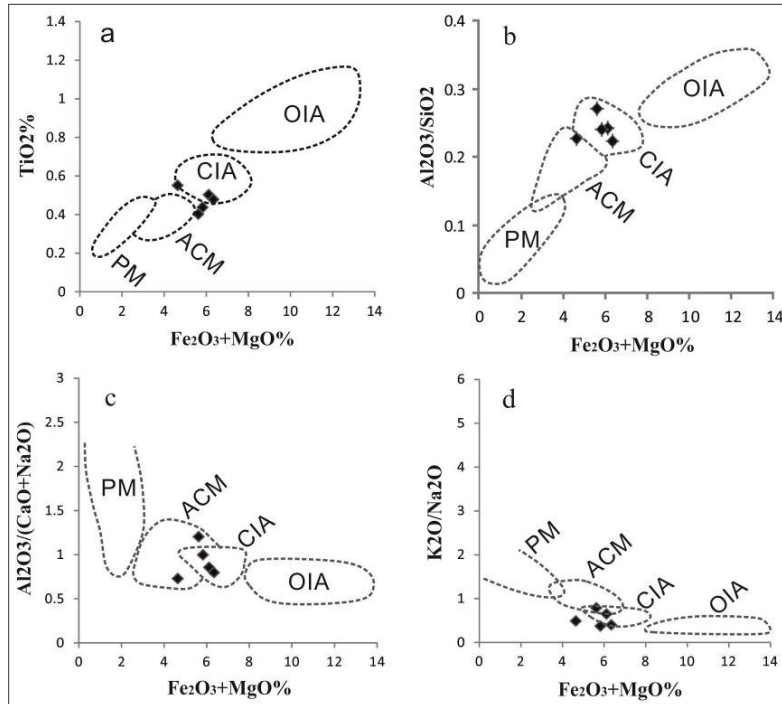 a
TiO2%
1.4
1.2
1
0.8
0.6
0.4
0.2
0
OIA
CIA
ACM
PM
0 2 4 6 8 10 12 14
Fe₂O₃+MgO%
b
Al2O3/SiO2
0.4
0.3
0.2
0.1
0
OIA
CIA
ACM
PM
0 2 4 6 8 10 12 14
Fe₂O₃+MgO%
c
Al2O3/(CaO+Na2O)
3
2.5
2
1.5
1
0.5
0
PM
ACM
CIA
OIA
0 2 4 6 8 10 12 14
Fe₂O₃+MgO%
d
K2O/Na2O
6
5
4
3
2
1
0
PM
ACM
CIA
OIA
0 2 4 6 8 10 12 14
Fe₂O₃+MgO%